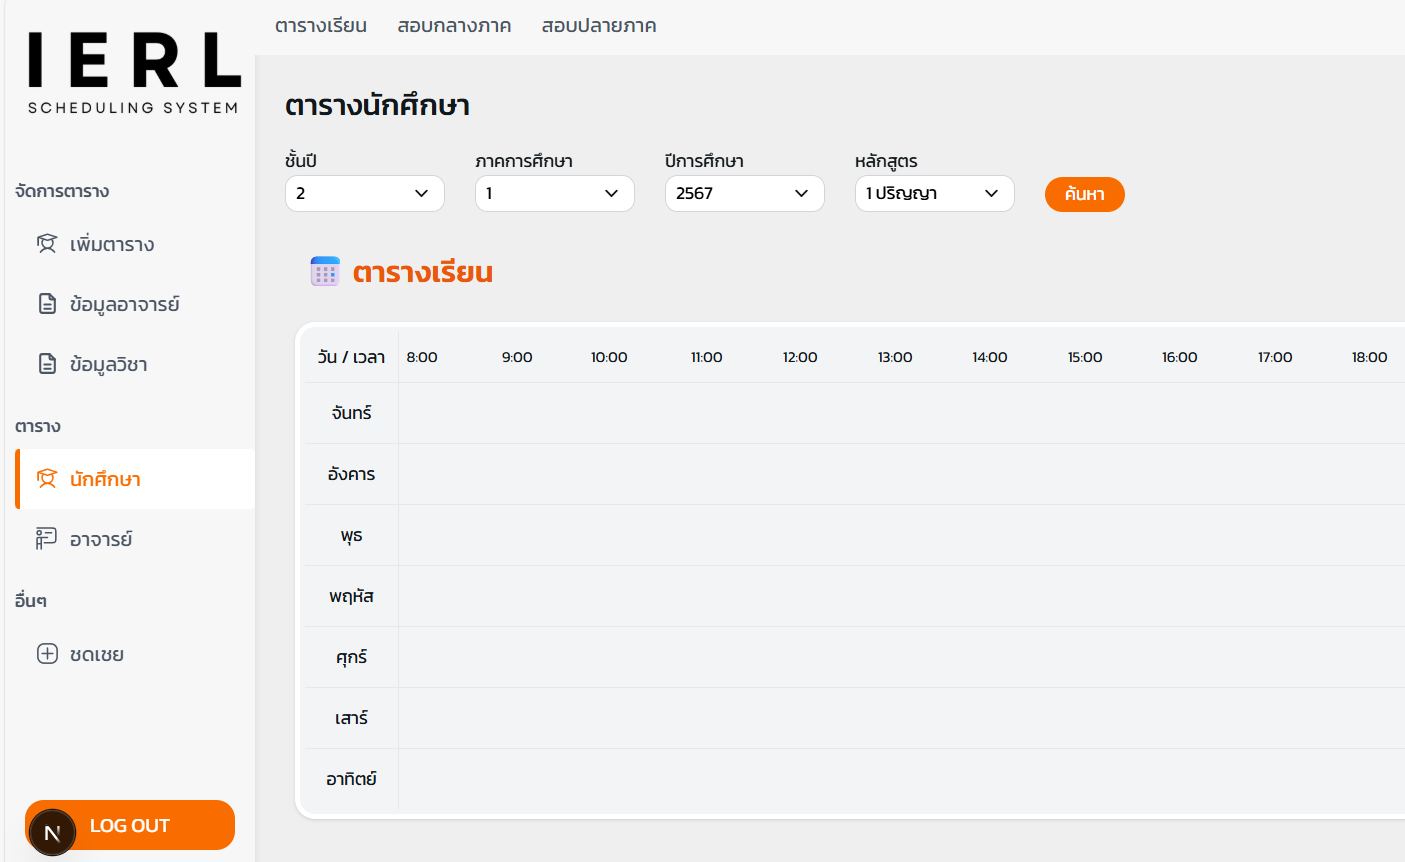 IERL
SCHEDULING SYSTEM
จัดการตาราง
เพิ่มตาราง
ข้อมูลอาจารย์
ข้อมูลวิชา
ตาราง
นักศึกษา
อาจารย์
อื่นๆ
ชดเชย
N
LOG OUT
ตารางเรียน สอบกลางภาค สอบปลายภาค
ตารางนักศึกษา
ชั้นปี ภาคการศึกษา ปีการศึกษา หลักสูตร
2 1 2567 1 ปริญญา ค้นหา
ตารางเรียน
วัน / เวลา 8:00 9:00 10:00 11:00 12:00 13:00 14:00 15:00 16:00 17:00 18:00
จันทร์
อังคาร
พุธ
พฤหัส
ศุกร์
เสาร์
อาทิตย์